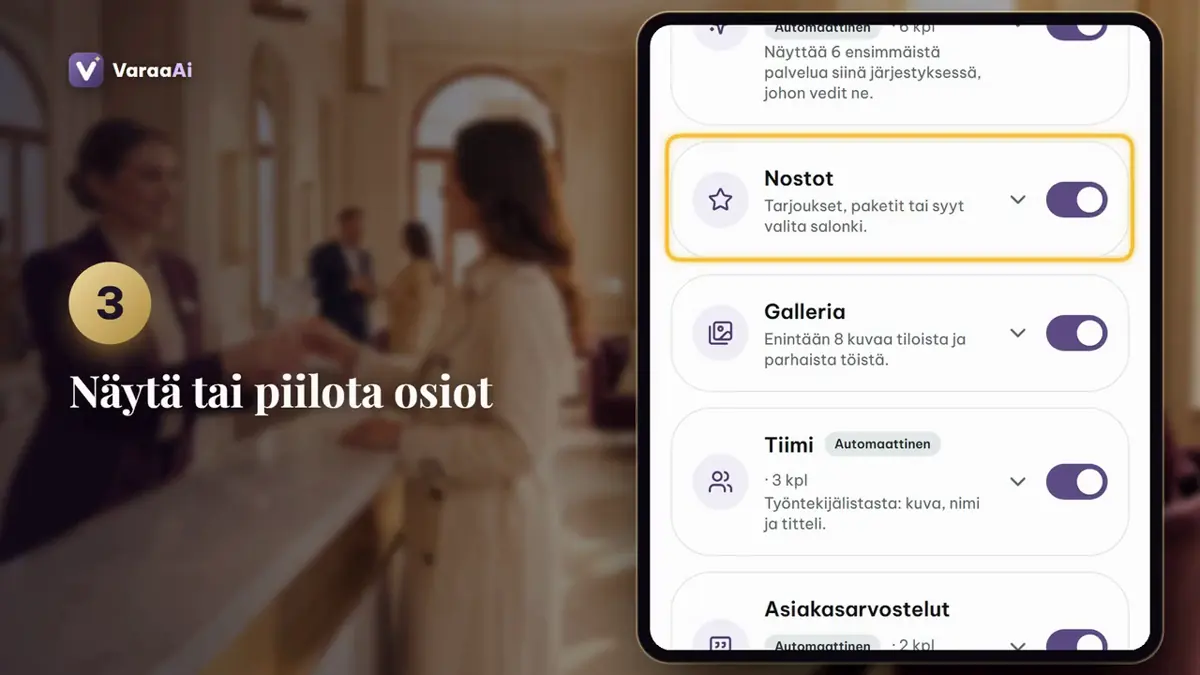 VaraaAi
3
Näytä tai piilota osiot
Automaattinen · 6 kpl
Näyttää 6 ensimmäistä
palvelua siinä järjestyksessä,
johon vedit ne.
Nostot
Tarjoukset, paketit tai syyt
valita salonki.
Galleria
Enintään 8 kuvaa tiloista ja
parhaista töistä.
Tiimi Automaattinen
· 3 kpl
Työntekijälistasta: kuva, nimi
ja titteli.
Asiakasarvostelut
Automaattinen · 2 kpl